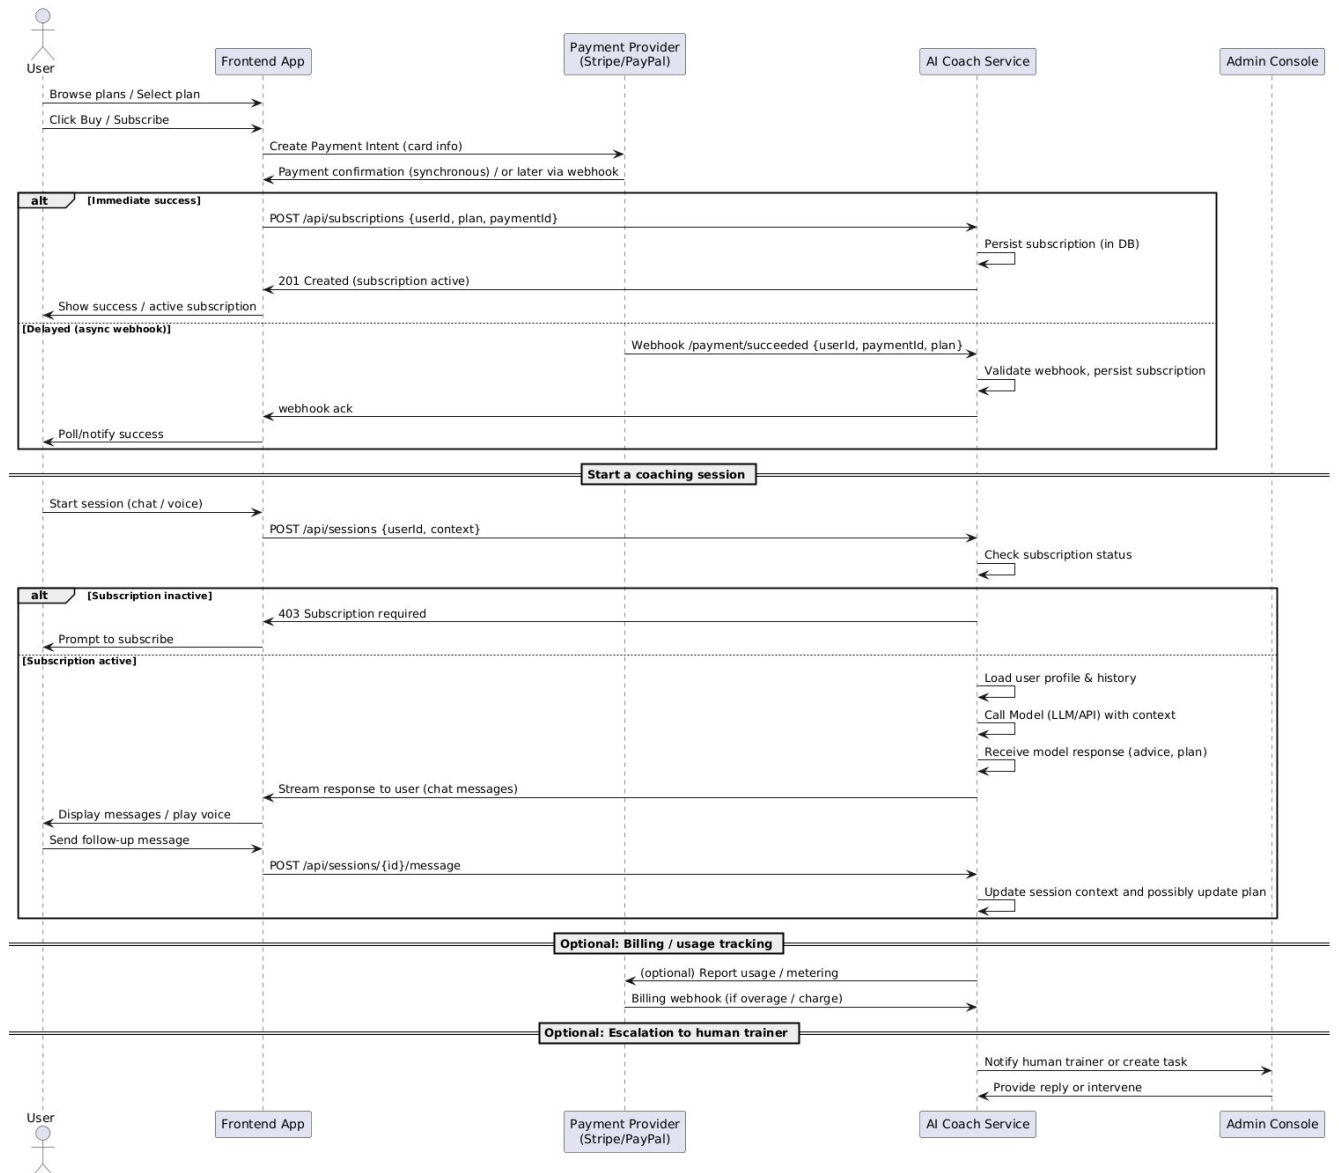 User
Frontend App
Payment Provider
(Stripe/PayPal)
AI Coach Service
Admin Console
Browse plans / Select plan
Click Buy / Subscribe
Create Payment Intent (card info)
Payment confirmation (synchronous) / or later via webhook
alt [Immediate success]
POST /api/subscriptions {userId, plan, paymentId}
Persist subscription (in DB)
201 Created (subscription active)
Show success / active subscription
[Delayed (async webhook)]
Webhook /payment/succeeded {userId, paymentId, plan}
Validate webhook, persist subscription
webhook ack
Poll/notify success
Start a coaching session
Start session (chat / voice)
POST /api/sessions {userId, context}
Check subscription status
alt [Subscription inactive]
403 Subscription required
Prompt to subscribe
[Subscription active]
Load user profile & history
Call Model (LLM/API) with context
Receive model response (advice, plan)
Stream response to user (chat messages)
Display messages / play voice
Send follow-up message
POST /api/sessions/{id}/message
Update session context and possibly update plan
Optional: Billing / usage tracking
(optional) Report usage / metering
Billing webhook (if overage / charge)
Optional: Escalation to human trainer
Notify human trainer or create task
Provide reply or intervene
User
Frontend App
Payment Provider
(Stripe/PayPal)
AI Coach Service
Admin Console